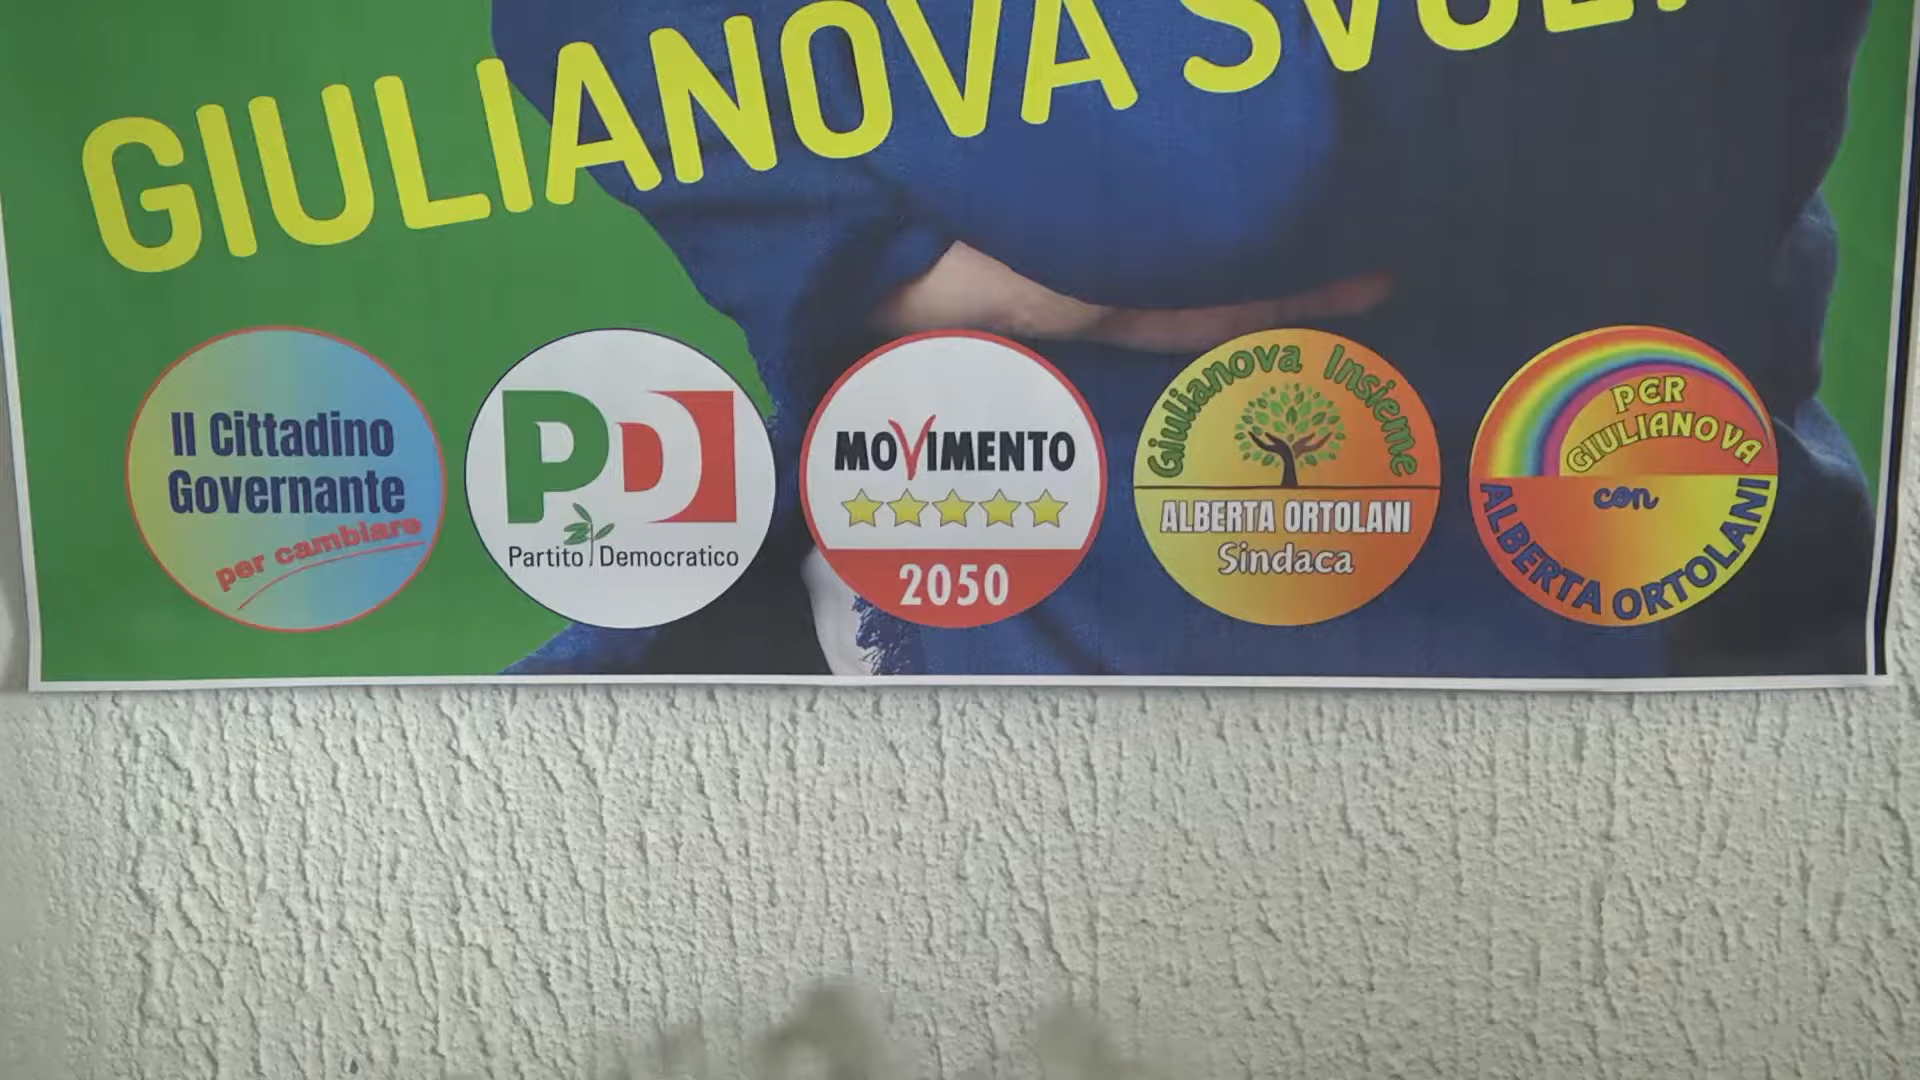 GIULIANOVA
Il Cittadino
Governante
per cambiare
PD
Partito Democratico
MOVIMENTO
2050
Giulianova Insieme
ALBERTA ORTOLANI
Sindaca
PER
GIULIANOVA
con
ALBERTA ORTOLANI